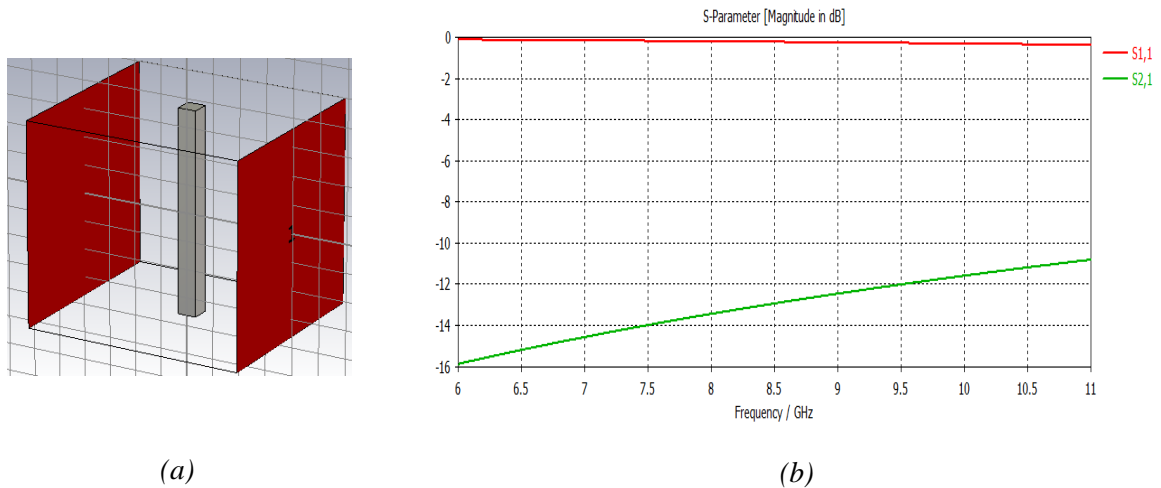 S-Parameter [Magnitude in dB]
0
-2
-4
-6
-8
-10
-12
-14
-16
6 6.5 7 7.5 8 8.5 9 9.5 10 10.5 11
Frequency / GHz
S1,1
S2,1
(a) (b)